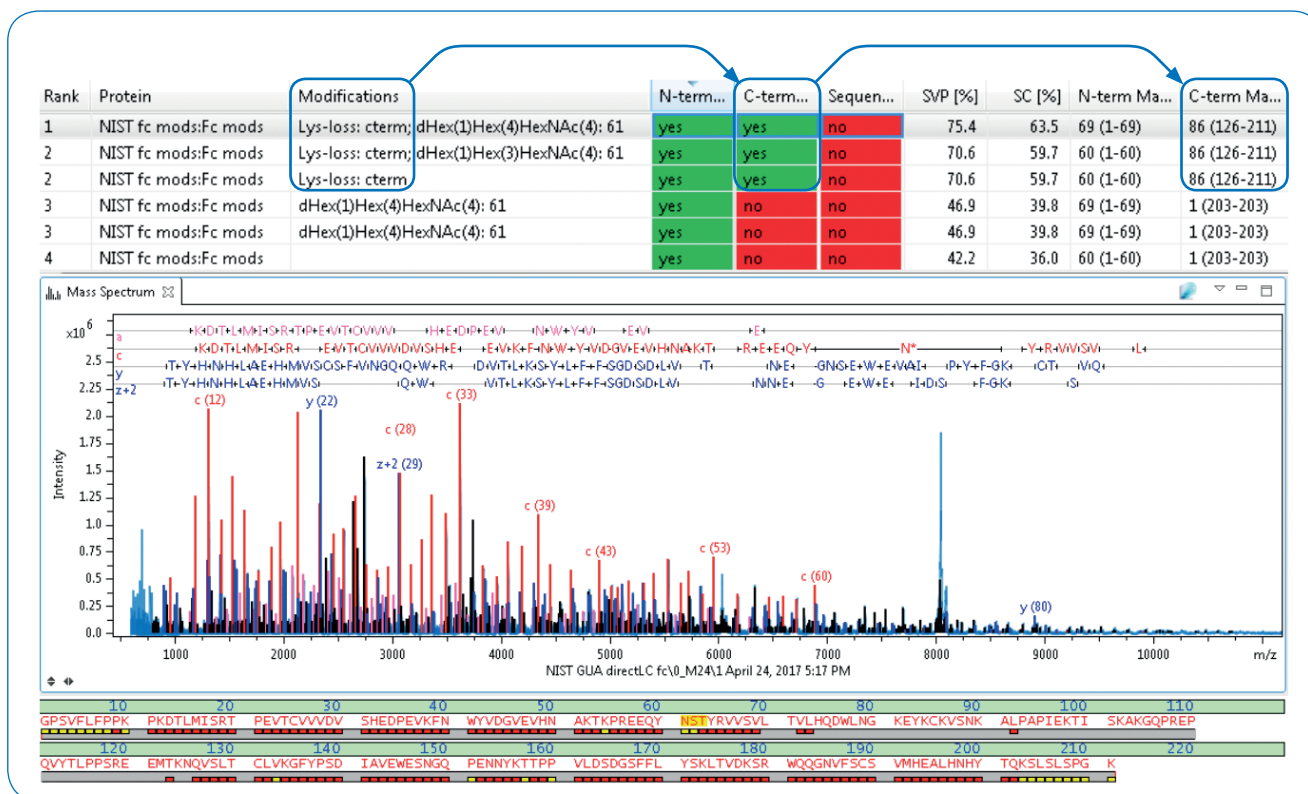 Rank Protein Modifications N-term... C-term... Sequen... SVP [%] SC [%] N-term Ma... C-term Ma...
1 NIST fc mods:Fc mods Lys-loss: cterm; dHex(1)Hex(4)HexNAc(4): 61 yes yes no 75.4 63.5 69 (1-69) 86 (126-211)
2 NIST fc mods:Fc mods Lys-loss: cterm; dHex(1)Hex(3)HexNAc(4): 61 yes yes no 70.6 59.7 60 (1-60) 86 (126-211)
2 NIST fc mods:Fc mods Lys-loss: cterm yes yes no 70.6 59.7 60 (1-60) 86 (126-211)
3 NIST fc mods:Fc mods dHex(1)Hex(4)HexNAc(4): 61 yes no no 46.9 39.8 69 (1-69) 1 (203-203)
3 NIST fc mods:Fc mods dHex(1)Hex(4)HexNAc(4): 61 yes no no 46.9 39.8 69 (1-69) 1 (203-203)
4 NIST fc mods:Fc mods yes no no 42.2 36.0 60 (1-60) 1 (203-203)
Mass Spectrum
x10 6
a
c
y
z+2
2.5
2.25
2.0
1.75
1.5
1.25
1.0
0.75
0.5
0.25
0.0
Intensity
c (12)
y (22)
c (28)
z+2 (29)
c (33)
c (39)
c (43)
c (53)
c (60)
y (80)
1000 2000 3000 4000 5000 6000 7000 8000 9000 10000 m/z
NIST GUA directLC fc\0_M24\1 April 24, 2017 5:17 PM
10 20 30 40 50 60 70 80 90 100 110
GPSVFLFPPK PKDTLMISRT PEVTCVVVDV SHEDPEVKFN WYVDGVEVHN AKTKPREEQY NSTYRVVSVL TVLHQDWLNG KEYKCKVSNK ALPAPIEKTI SKAKGQPREP
120 130 140 150 160 170 180 190 200 210 220
QVYTLPPSRE EMTKNQVSLT CLVKGFYPSD IAVEWESNGQ PENNYKTTPP VLDSDGSFFL YSKLTVDKSR WQQGNVFSCS VMHEALHNHY TQKSLSLSPG K